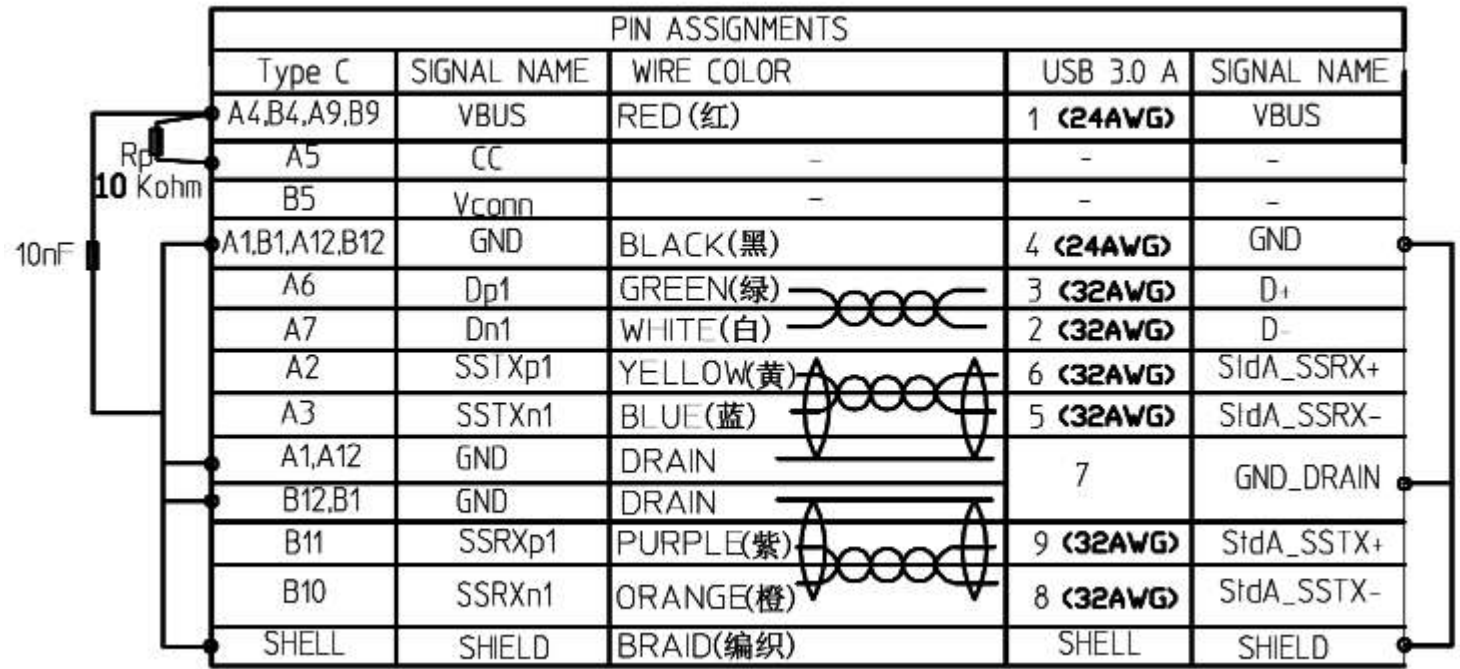 PIN ASSIGNMENTS
Type C SIGNAL NAME WIRE COLOR USB 3.0 A SIGNAL NAME
A4,B4,A9,B9 VBUS RED(红) 1 (24AWG) VBUS
Rp
A5 CC - - -
10 Kohm
B5 Vconn - - -
10nF
A1,B1,A12,B12 GND BLACK(黑) 4 (24AWG) GND
A6 Dp1 GREEN(绿) 3 (32AWG) D+
A7 Dn1 WHITE(白) 2 (32AWG) D-
A2 SSTXp1 YELLOW(黄) 6 (32AWG) StdA_SSRX+
A3 SSTXn1 BLUE(蓝) 5 (32AWG) StdA_SSRX-
A1,A12 GND DRAIN
7 GND_DRAIN
B12,B1 GND DRAIN
B11 SSRXp1 PURPLE(紫) 9 (32AWG) StdA_SSTX+
B10 SSRXn1 ORANGE(橙) 8 (32AWG) StdA_SSTX-
SHELL SHIELD BRAID(编织) SHELL SHIELD